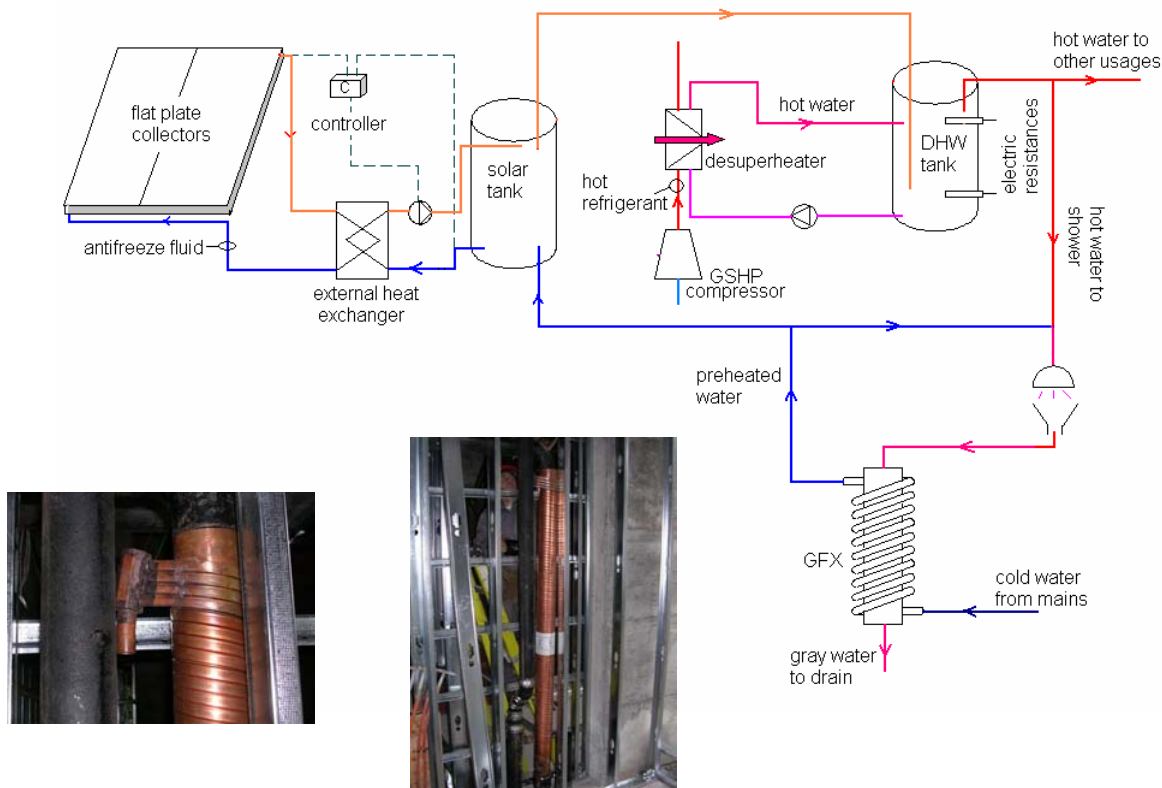 flat plate
collectors
C
controller
antifreeze fluid
external heat
exchanger
solar
tank
hot water
desuperheater
hot
refrigerant
GSHP
compressor
DHW
tank
electric
resistances
hot water to
other usages
hot water to
shower
preheated
water
GFX
cold water
from mains
gray water
to drain